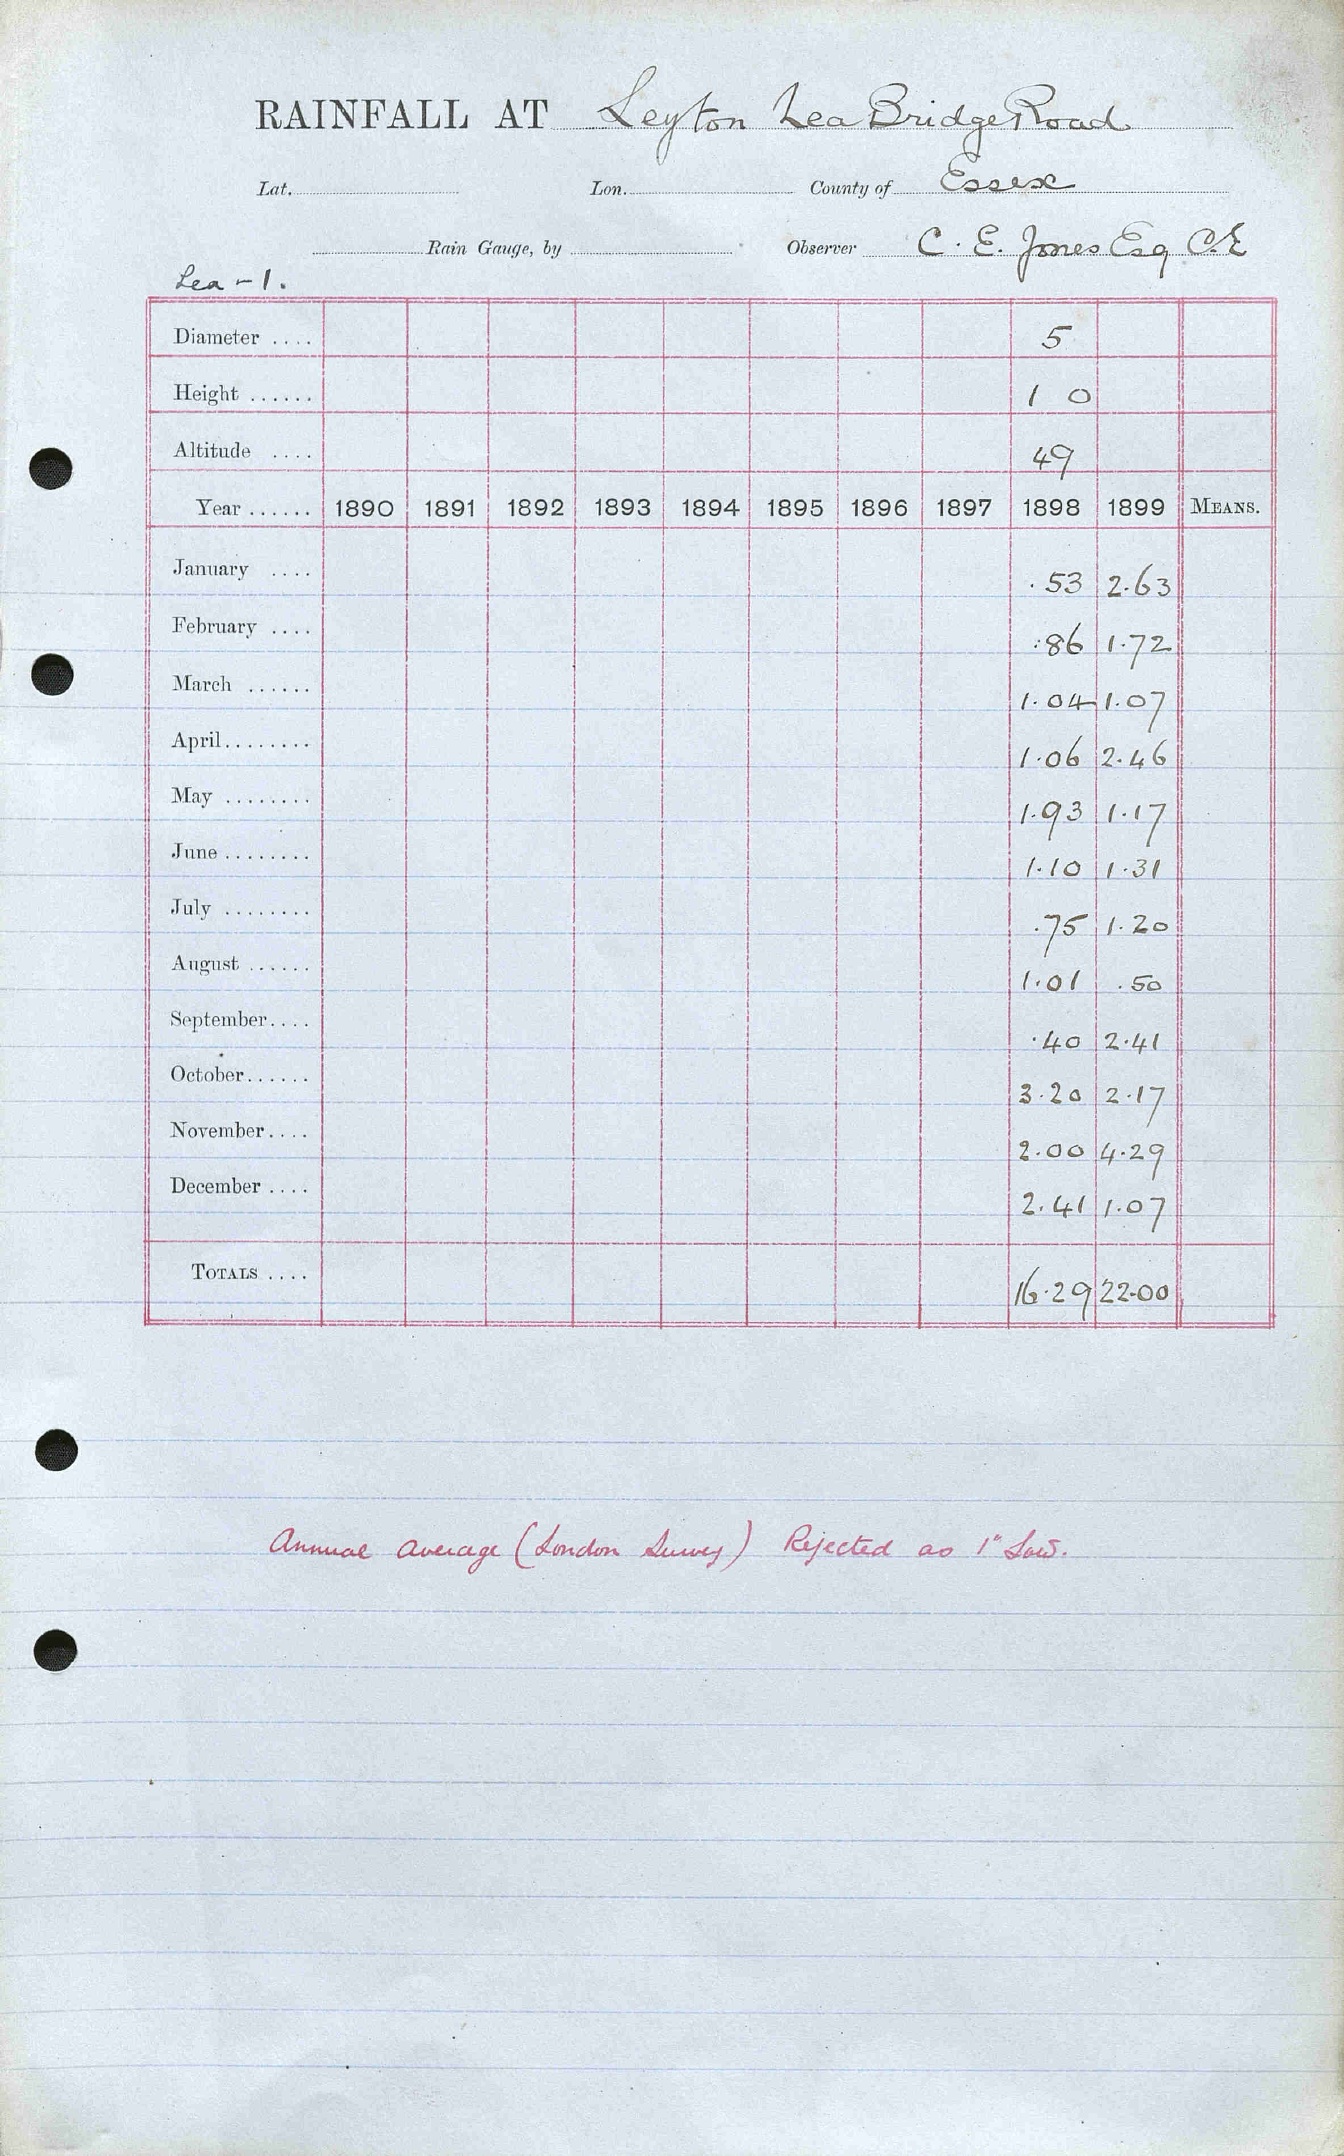 RAINFALL AT Leyton Lea Bridge Road
Lat. Lon. County of Essex
Rain Gauge, by Observer C. E. Jones Esq C.E
Lea - 1.
Diameter .... 5
Height ...... 1 0
Altitude .... 49
Year ...... 1890 1891 1892 1893 1894 1895 1896 1897 1898 1899 MEANS.
January .... .53 2.63
February .... .86 1.72
March ...... 1.04 1.07
April ........ 1.06 2.46
May ........ 1.93 1.17
June ........ 1.10 1.31
July ........ .75 1.20
August ...... 1.01 .50
September .... .40 2.41
October ...... 3.20 2.17
November .... 2.00 4.29
December .... 2.41 1.07
TOTALS .... 16.29 22.00
Annual average (London Survey) Rejected as 1" Low.